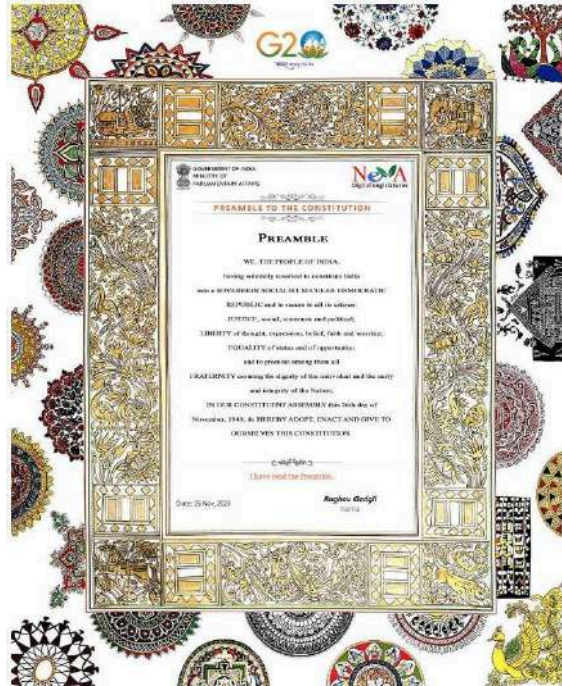 G20
GOVERNMENT OF INDIA
MINISTRY OF
PARLIAMENTARY AFFAIRS
NeVA
PREAMBLE TO THE CONSTITUTION
PREAMBLE
WE, THE PEOPLE OF INDIA,
having solemnly resolved to constitute India
into a SOVEREIGN SOCIALIST SECULAR DEMOCRATIC
REPUBLIC and to secure to all its citizens
JUSTICE, social, economic and political;
LIBERTY of thought, expression, belief, faith and worship;
EQUALITY of status and of opportunity;
and to promote among them all
FRATERNITY assuring the dignity of the individual and the unity
and integrity of the Nation;
IN OUR CONSTITUENT ASSEMBLY this 26th day of
November, 1949, do HEREBY ADOPT, ENACT AND GIVE TO
OURSELVES THIS CONSTITUTION
I have read the Preamble.
Date: 25 Nov, 2023
Raghav
Name